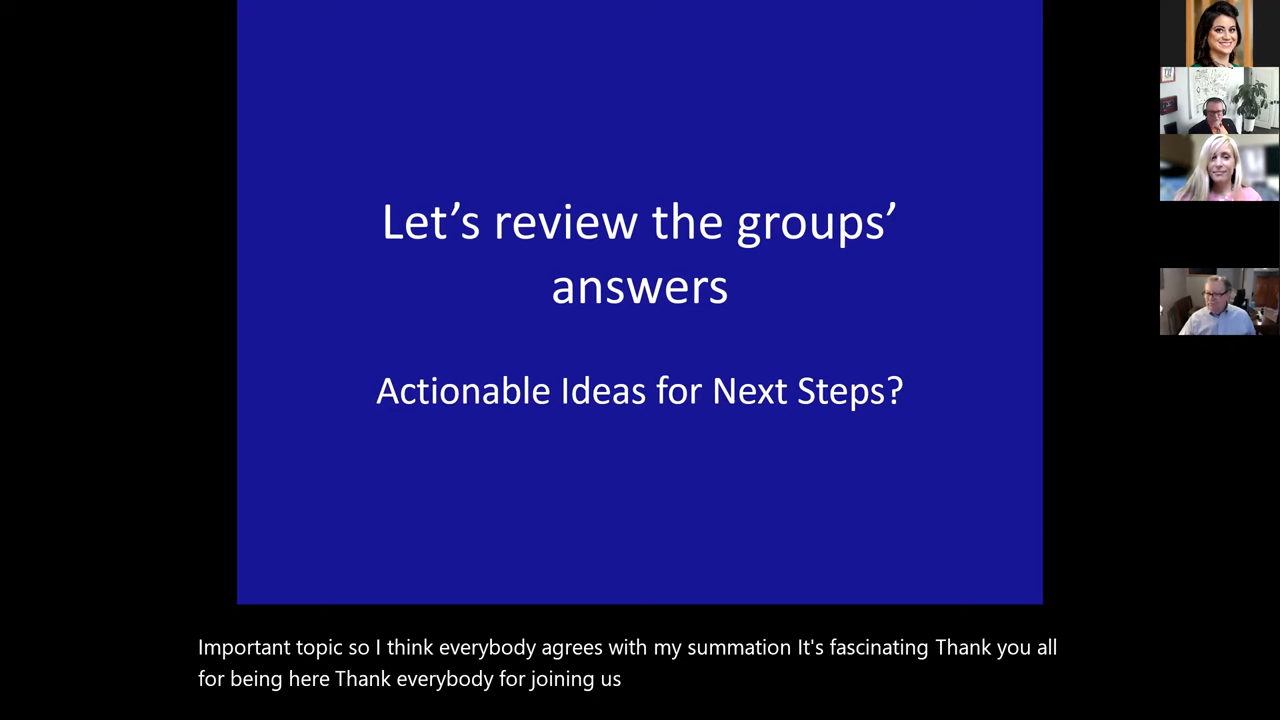 Let’s review the groups’
answers
Actionable Ideas for Next Steps?
Important topic so I think everybody agrees with my summation It's fascinating Thank you all
for being here Thank everybody for joining us